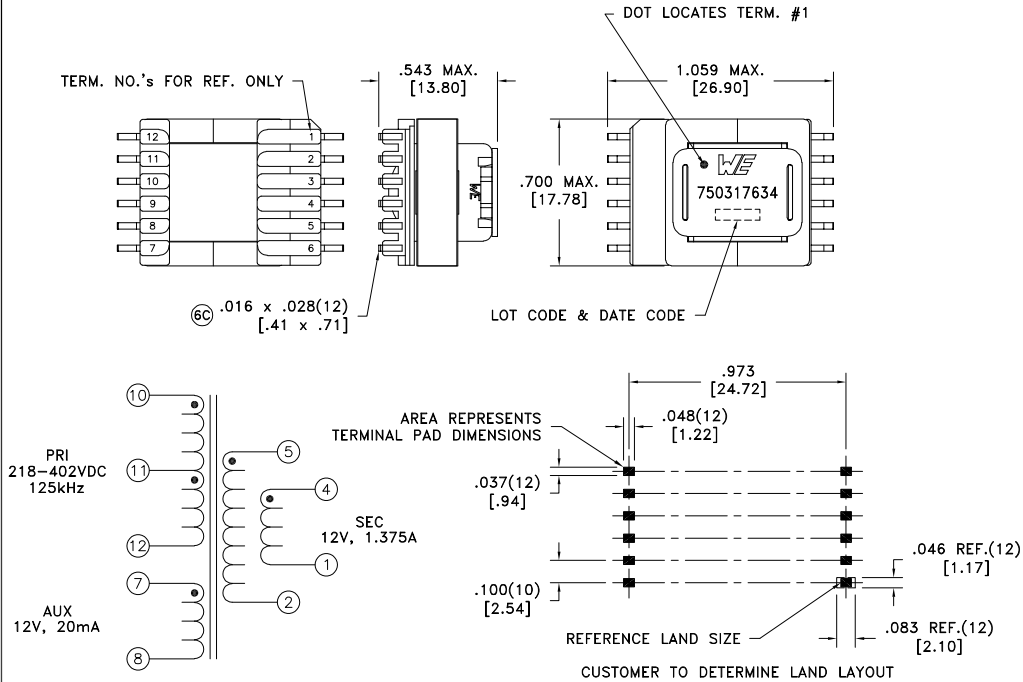 DOT LOCATES TERM. #1
TERM. NO.'s FOR REF. ONLY
.543 MAX.
[13.80]
1.059 MAX.
[26.90]
12
11
10
9
8
7
1
2
3
4
5
6
WE
.700 MAX.
[17.78]
WE
750317634
6C .016 x .028(12)
[.41 x .71]
LOT CODE & DATE CODE
10
PRI
218-402VDC
125kHz
11
12
7
AUX
12V, 20mA
8
5
4
SEC
12V, 1.375A
1
2
.973
[24.72]
AREA REPRESENTS
TERMINAL PAD DIMENSIONS
.048(12)
[1.22]
.037(12)
[.94]
.100(10)
[2.54]
.046 REF.(12)
[1.17]
REFERENCE LAND SIZE
.083 REF.(12)
[2.10]
CUSTOMER TO DETERMINE LAND LAYOUT